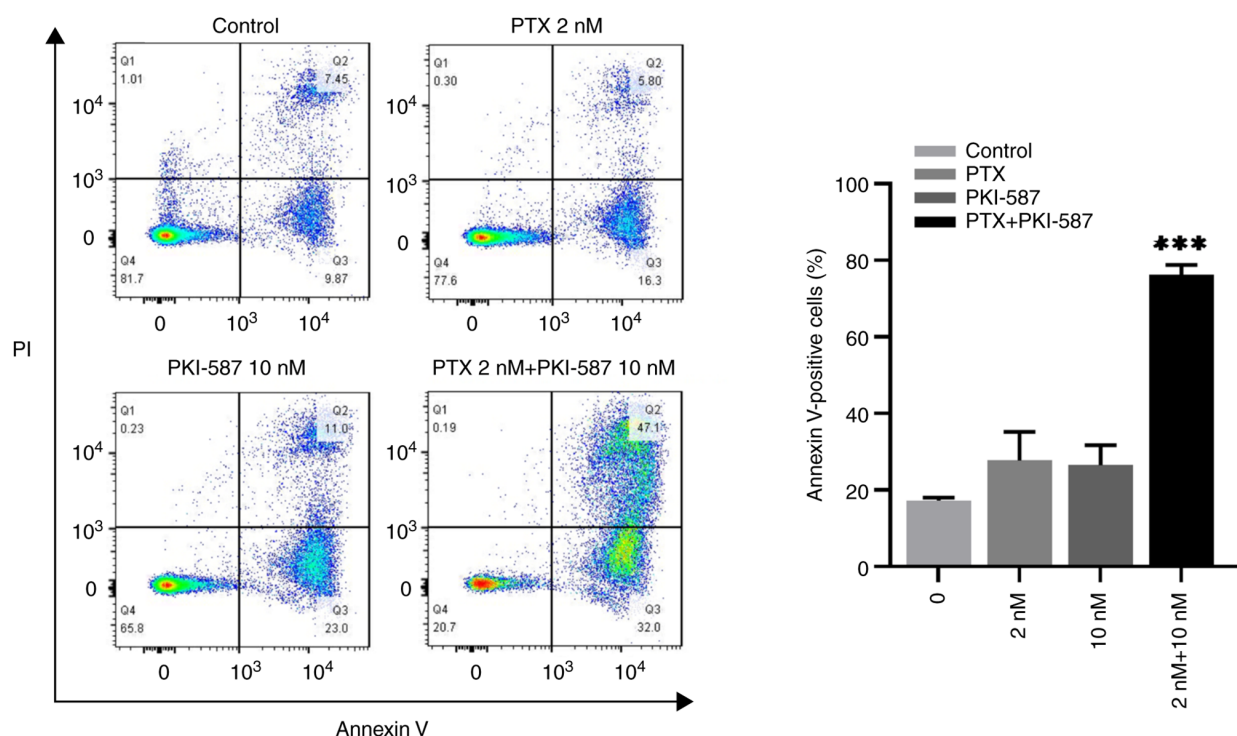 Control
Q1
1.01
Q2
7.45
Q4
81.7
Q3
9.87
10⁴
10³
0
0
10³
10⁴
PTX 2 nM
Q1
0.30
Q2
5.80
Q4
77.6
Q3
16.3
10⁴
10³
0
0
10³
10⁴
PKI-587 10 nM
Q1
0.23
Q2
11.0
Q4
65.8
Q3
23.0
10⁴
10³
0
0
10³
10⁴
PTX 2 nM+PKI-587 10 nM
Q1
0.19
Q2
47.1
Q4
20.7
Q3
32.0
10⁴
10³
0
0
10³
10⁴
PI
Annexin V
Control
PTX
PKI-587
PTX+PKI-587
Annexin V-positive cells (%)
100
80
60
40
20
0
***
0
2 nM
10 nM
2 nM+10 nM